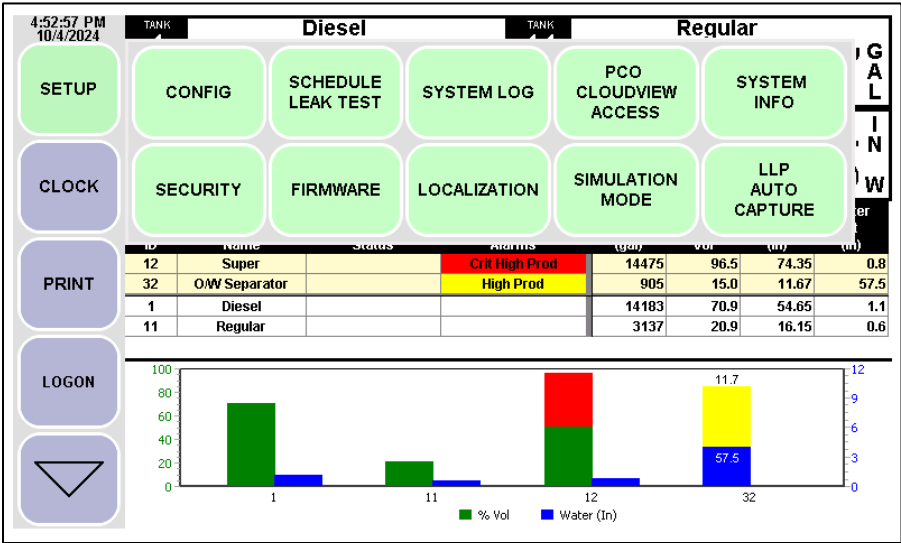 4:52:57 PM
10/4/2024
TANK Diesel TANK Regular
GAL
IN
W
SETUP
CONFIG
SCHEDULE
LEAK TEST
SYSTEM LOG
PCO
CLOUDVIEW
ACCESS
SYSTEM
INFO
CLOCK
SECURITY
FIRMWARE
LOCALIZATION
SIMULATION
MODE
LLP
AUTO
CAPTURE
ID Name Status Alarms (gal) Vol (in) (in)
12 Super Crit High Prod 14475 96.5 74.35 0.8
32 O/W Separator High Prod 905 15.0 11.67 57.5
1 Diesel 14183 70.9 54.65 1.1
11 Regular 3137 20.9 16.15 0.6
PRINT
LOGON
100
80
60
40
20
0
11.7
57.5
12
9
6
3
0
1 11 12 32
% Vol Water (In)